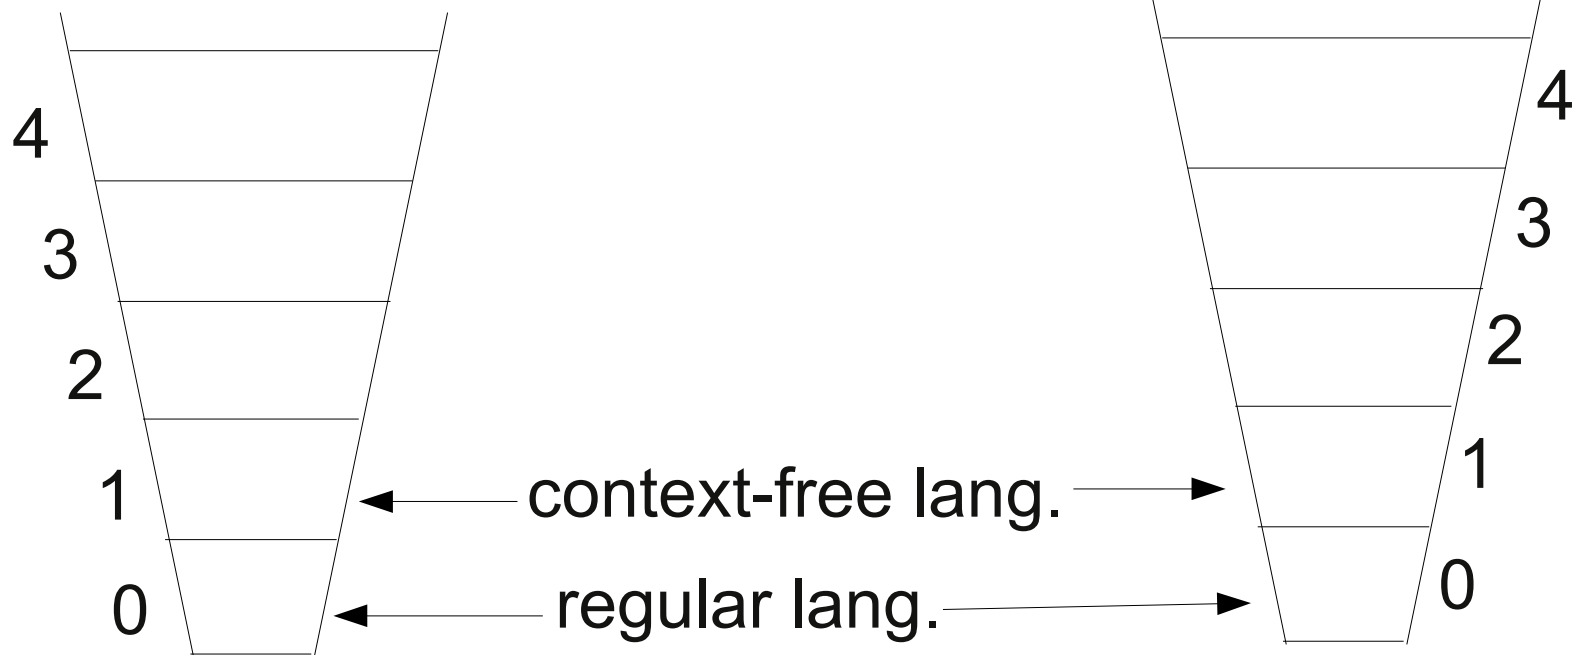 4 4
3 3
2 2
1 context-free lang. 1
0 regular lang. 0